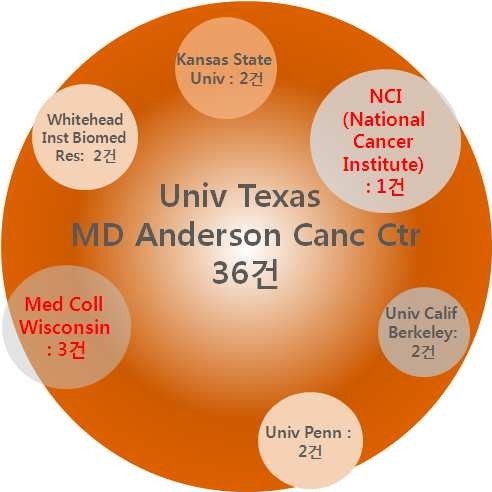 Kansas State
Univ : 2건
NCI
(National
Cancer
Institute)
: 1건
Whitehead
Inst Biomed
Res: 2건
Univ Texas
MD Anderson Canc Ctr
36건
Med Coll
Wisconsin
: 3건
Univ Calif
Berkeley:
2건
Univ Penn :
2건